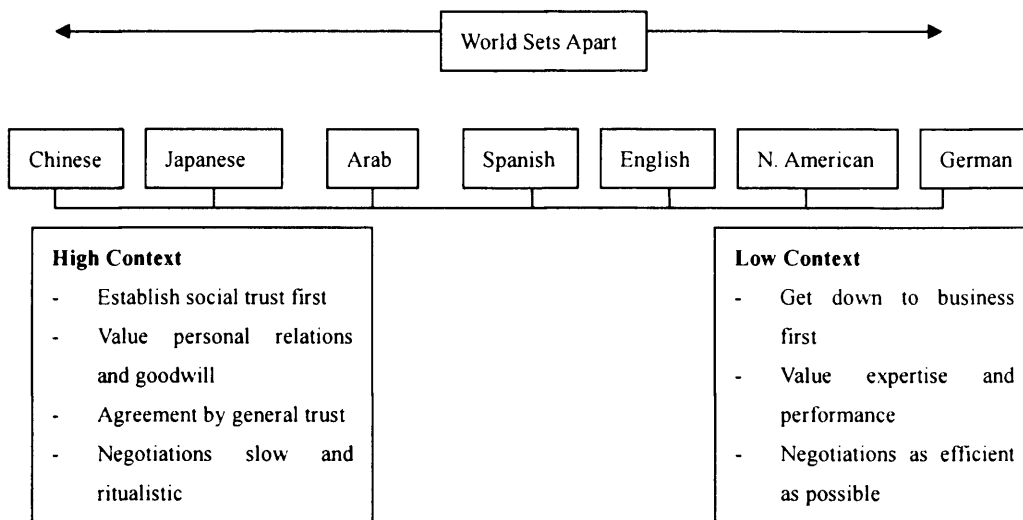 World Sets Apart
Chinese
Japanese
Arab
Spanish
English
N. American
German
High Context
- Establish social trust first
- Value personal relations
and goodwill
- Agreement by general trust
- Negotiations slow and
ritualistic
Low Context
- Get down to business
first
- Value expertise and
performance
- Negotiations as efficient
as possible